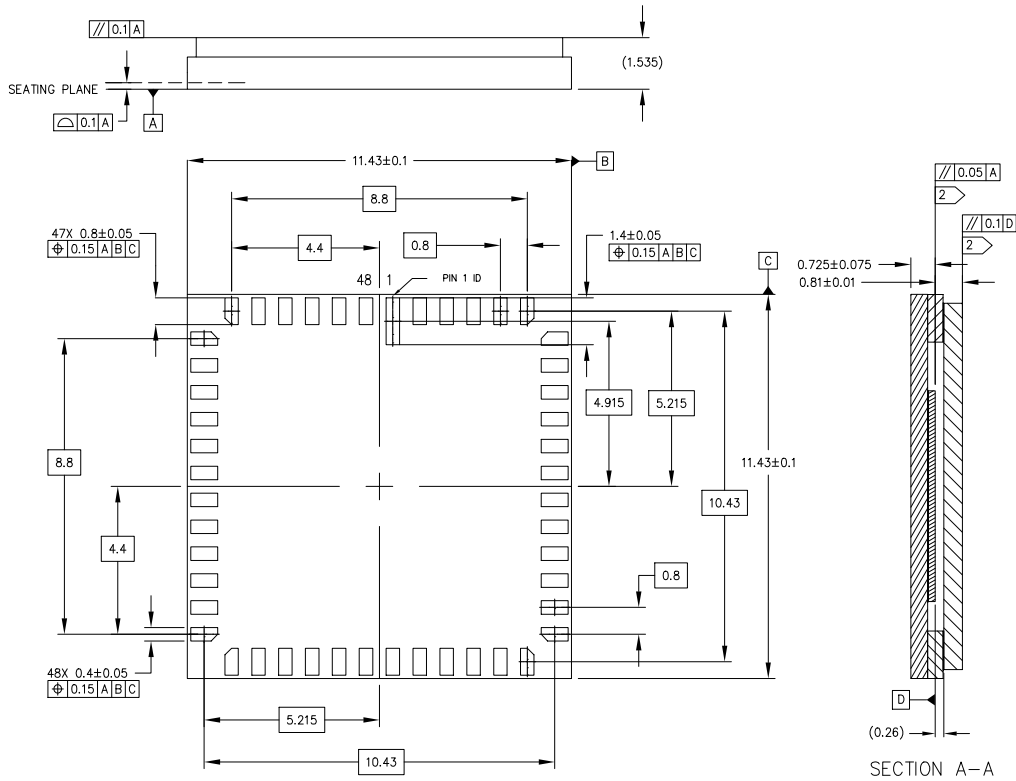 // 0.1 A
(1.535)
SEATING PLANE
⌓ 0.1 A
A
11.43±0.1
B
8.8
// 0.05 A
2
47X 0.8±0.05
⌖ 0.15 A B C
4.4
0.8
1.4±0.05
⌖ 0.15 A B C
// 0.1 D
2
C
0.725±0.075
0.81±0.01
48 1 PIN 1 ID
4.915
5.215
8.8
11.43±0.1
10.43
4.4
0.8
48X 0.4±0.05
⌖ 0.15 A B C
D
5.215
(0.26)
10.43
SECTION A-A